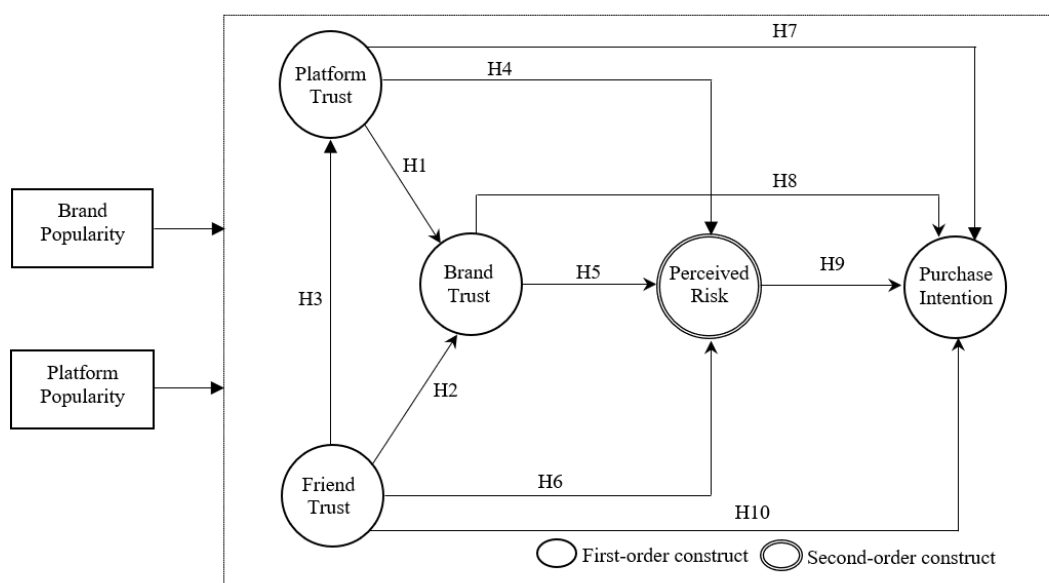 H7
Platform
Trust
H4
H1
H8
Brand
Popularity
Brand
Trust
H5
Perceived
Risk
H9
Purchase
Intention
H3
Platform
Popularity
H2
Friend
Trust
H6
H10
First-order construct
Second-order construct